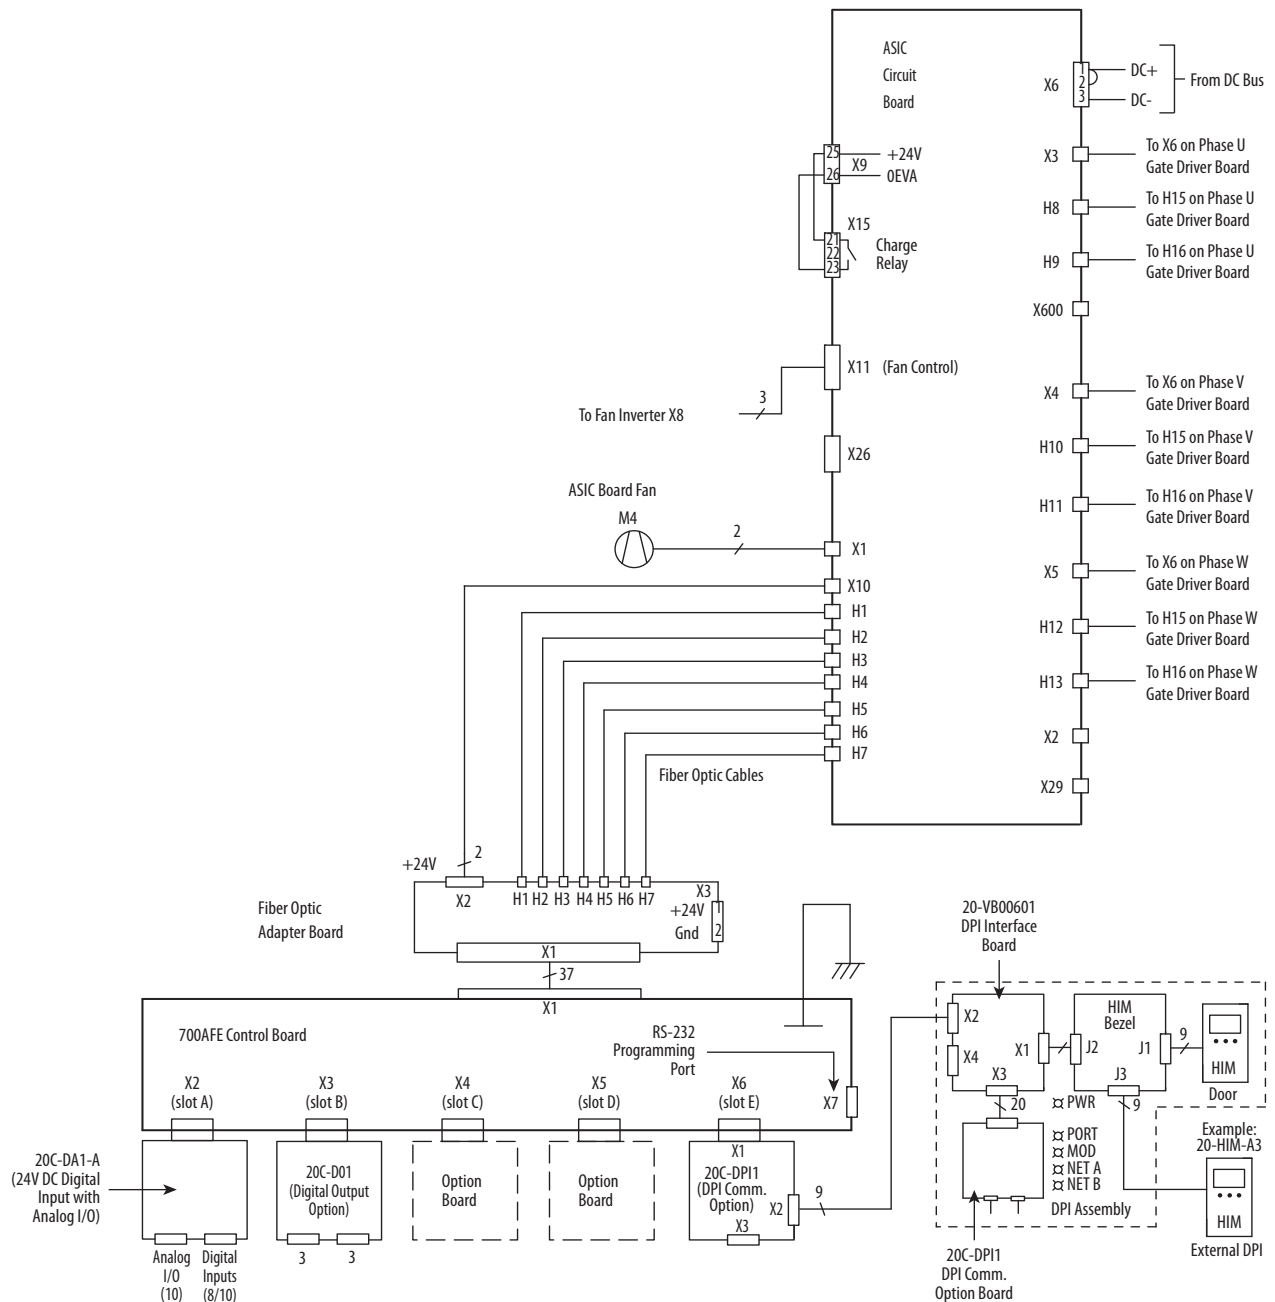 ASIC
Circuit
Board
X6
1
2
3
DC+
DC-
From DC Bus
25
26
X9
+24V
0EVA
X3
To X6 on Phase U
Gate Driver Board
H8
To H15 on Phase U
Gate Driver Board
X15
21
22
23
Charge
Relay
H9
To H16 on Phase U
Gate Driver Board
X600
X11
(Fan Control)
3
To Fan Inverter X8
X4
To X6 on Phase V
Gate Driver Board
X26
H10
To H15 on Phase V
Gate Driver Board
ASIC Board Fan
M4
2
H11
To H16 on Phase V
Gate Driver Board
X1
X10
X5
To X6 on Phase W
Gate Driver Board
H1
H2
H3
H4
H5
H6
H7
H12
To H15 on Phase W
Gate Driver Board
H13
To H16 on Phase W
Gate Driver Board
X2
X29
Fiber Optic Cables
+24V
2
X2
H1
H2
H3
H4
H5
H6
H7
X3
+24V
Gnd
1
2
Fiber Optic
Adapter Board
X1
37
X1
700AFE Control Board
RS-232
Programming
Port
X7
X2
(slot A)
X3
(slot B)
X4
(slot C)
X5
(slot D)
X6
(slot E)
20C-DA1-A
(24V DC Digital
Input with
Analog I/O)
Analog
I/O
(10)
Digital
Inputs
(8/10)
20C-D01
(Digital Output
Option)
3
3
Option
Board
Option
Board
X1
20C-DPI1
(DPI Comm.
Option)
X2
X3
9
20-VB00601
DPI Interface
Board
X2
X4
X1
X3
20
HIM
Bezel
J2
J1
J3
9
9
HIM
Door
PWR
PORT
MOD
NET A
NET B
DPI Assembly
20C-DPI1
DPI Comm.
Option Board
Example:
20-HIM-A3
HIM
External DPI